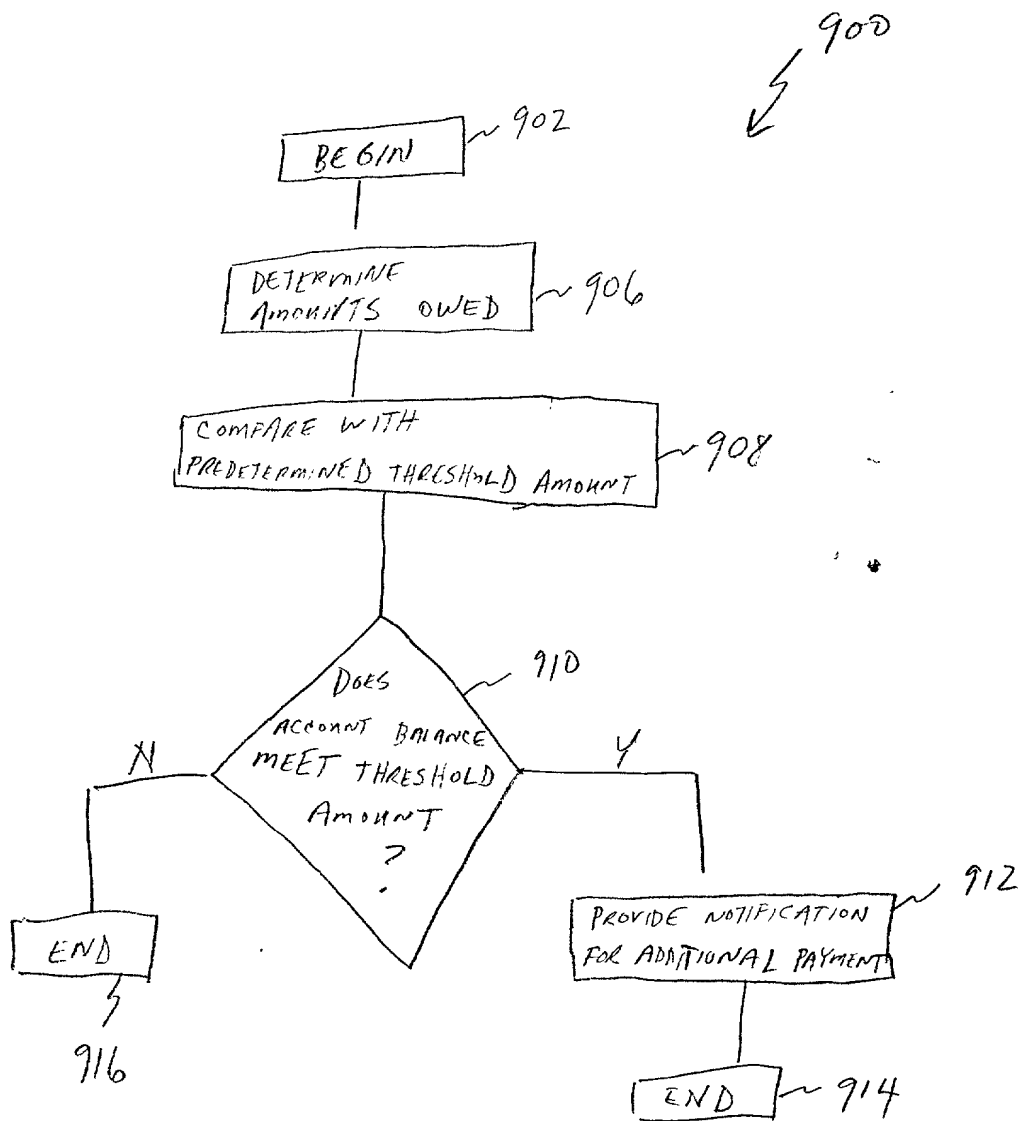 900
BEGIN
902
DETERMINE
AMOUNTS OWED
906
COMPARE WITH
PREDETERMINED THRESHOLD AMOUNT
908
910
DOES
ACCOUNT BALANCE
MEET THRESHOLD
AMOUNT
?
N
Y
912
PROVIDE NOTIFICATION
FOR ADDITIONAL PAYMENT
END
916
END
914